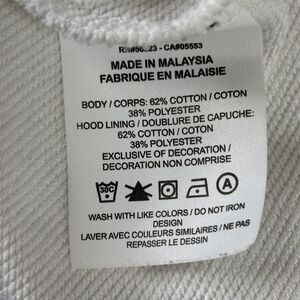 CA#05553
MADE IN MALAYSIA
FABRIQUE EN MALAISIE
BODY / CORPS: 62% COTTON / COTON
38% POLYESTER
HOOD LINING / DOUBLURE DE CAPUCHE:
62% COTTON / COTON
38% POLYESTER
EXCLUSIVE OF DECORATION /
DECORATION NON COMPRISE
30C A
WASH WITH LIKE COLORS / DO NOT IRON
DESIGN
LAVER AVEC COULEURS SIMILAIRES / NE PAS
REPASSER LE DESSIN